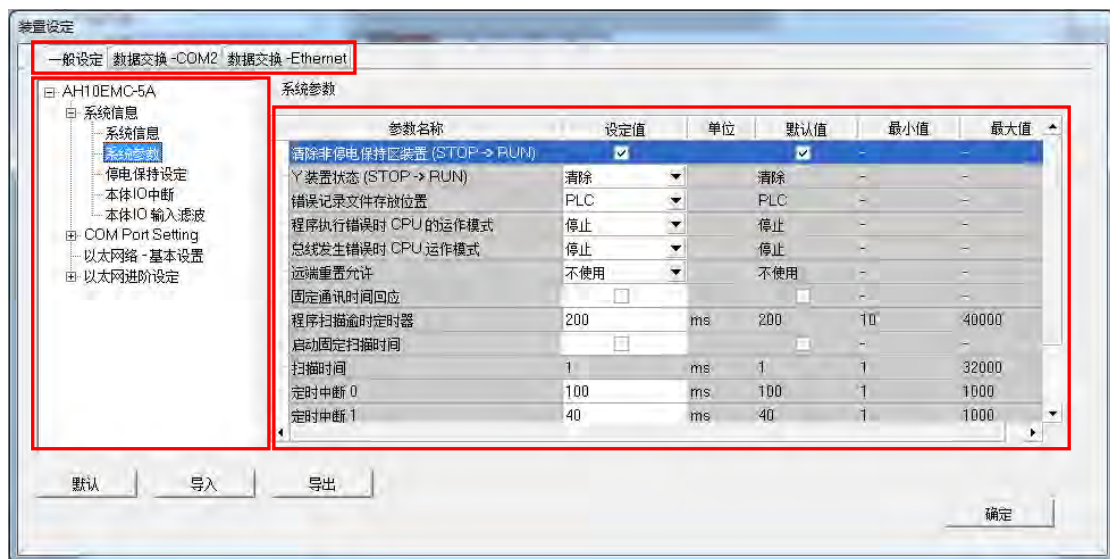 装置设定
一般设定 数据交换 -COM2 数据交换 -Ethernet
AH10EMC-5A
系统信息
系统信息
系统参数
停电保持设定
本体IO中断
本体IO 输入滤波
COM Port Setting
以太网络 - 基本设置
以太网进阶设定
系统参数
参数名称 设定值 单位 默认值 最小值 最大值
清除非停电保持区装置 (STOP -> RUN) - -
Y 装置状态 (STOP -> RUN) 清除 清除 - -
错误记录文件存放位置 PLC PLC - -
程序执行错误时 CPU 的运作模式 停止 停止 - -
总线发生错误时 CPU 运作模式 停止 停止 - -
远端重置允许 不使用 不使用 - -
固定通讯时间回应 - -
程序扫描逾时定时器 200 ms 200 10 40000
启动固定扫描时间 - -
扫描时间 1 ms 1 1 32000
定时中断 0 100 ms 100 1 1000
定时中断 1 40 ms 40 1 1000
默认 导入 导出
确定